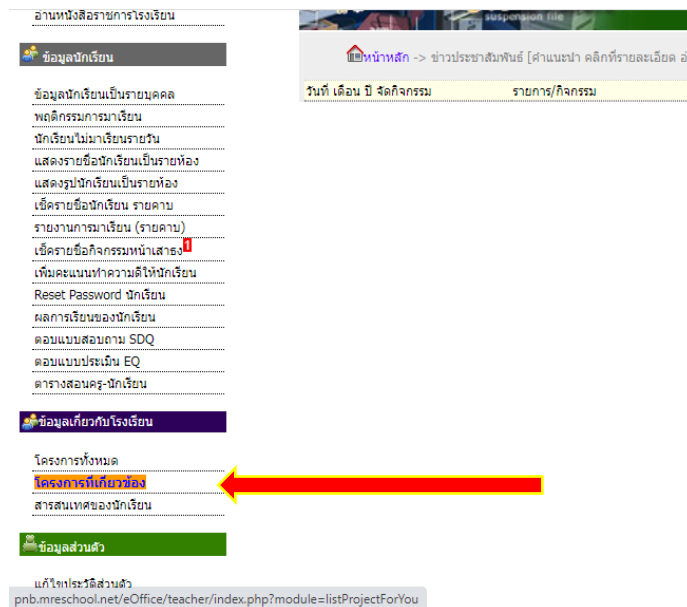 อ่านหนังสือราชการโรงเรียน
suspension file
ข้อมูลนักเรียน
หน้าหลัก -> ข่าวประชาสัมพันธ์ [คำแนะนำ คลิกที่รายละเอียด
วันที่ เดือน ปี จัดกิจกรรม รายการ/กิจกรรม
ข้อมูลนักเรียนเป็นรายบุคคล
พฤติกรรมการมาเรียน
นักเรียนไม่มาเรียนรายวัน
แสดงรายชื่อนักเรียนเป็นรายห้อง
แสดงรูปนักเรียนเป็นรายห้อง
เช็ครายชื่อนักเรียน รายคาบ
รายงานการมาเรียน (รายคาบ)
เช็ครายชื่อกิจกรรมหน้าเสาธง 1
เพิ่มคะแนนทำความดีให้นักเรียน
Reset Password นักเรียน
ผลการเรียนของนักเรียน
ตอบแบบสอบถาม SDQ
ตอบแบบประเมิน EQ
ตารางสอนครู-นักเรียน
ข้อมูลเกี่ยวกับโรงเรียน
โครงการทั้งหมด
โครงการที่เกี่ยวข้อง
สารสนเทศของนักเรียน
ข้อมูลส่วนตัว
แก้ไขประวัติส่วนตัว
pnb.mreschool.net/eOffice/teacher/index.php?module=listProjectForYou